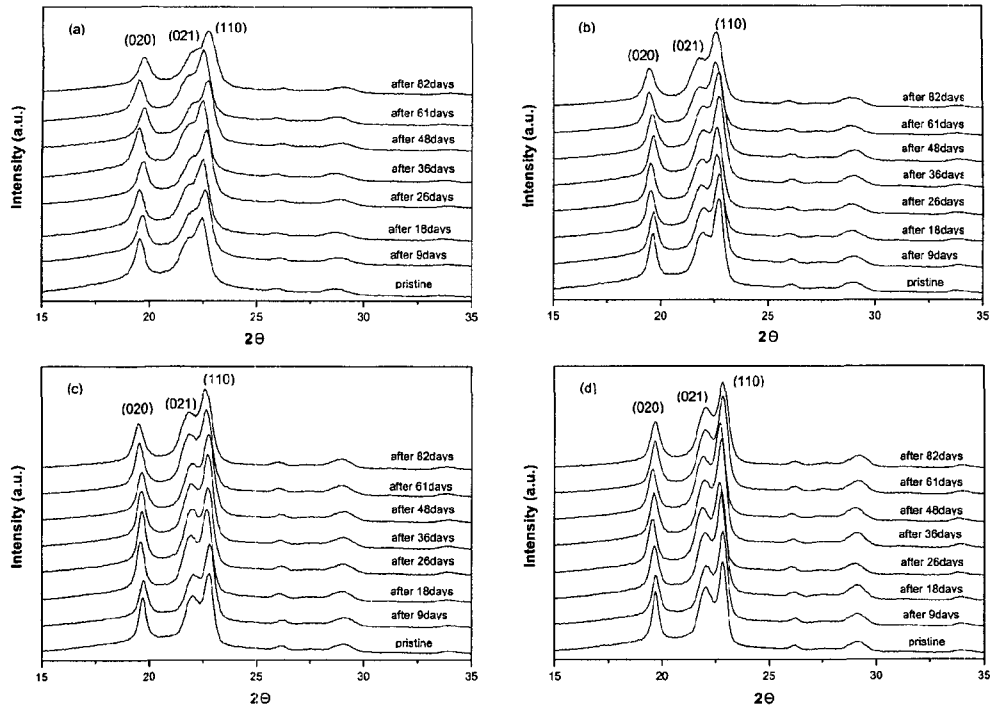 (a)
(020)
(021)
(110)
after 82days
after 61days
after 48days
after 36days
after 26days
after 18days
after 9days
pristine
Intensity (a.u.)
15 20 25 30 35
2Θ
(b)
(020)
(021)
(110)
after 82days
after 61days
after 48days
after 36days
after 26days
after 18days
after 9days
pristine
Intensity (a.u.)
15 20 25 30 35
2Θ
(c)
(020)
(021)
(110)
after 82days
after 61days
after 48days
after 36days
after 26days
after 18days
after 9days
pristine
Intensity (a.u.)
15 20 25 30 35
2Θ
(d)
(020)
(021)
(110)
after 82days
after 61days
after 48days
after 36days
after 26days
after 18days
after 9days
pristine
Intensity (a.u.)
15 20 25 30 35
2Θ